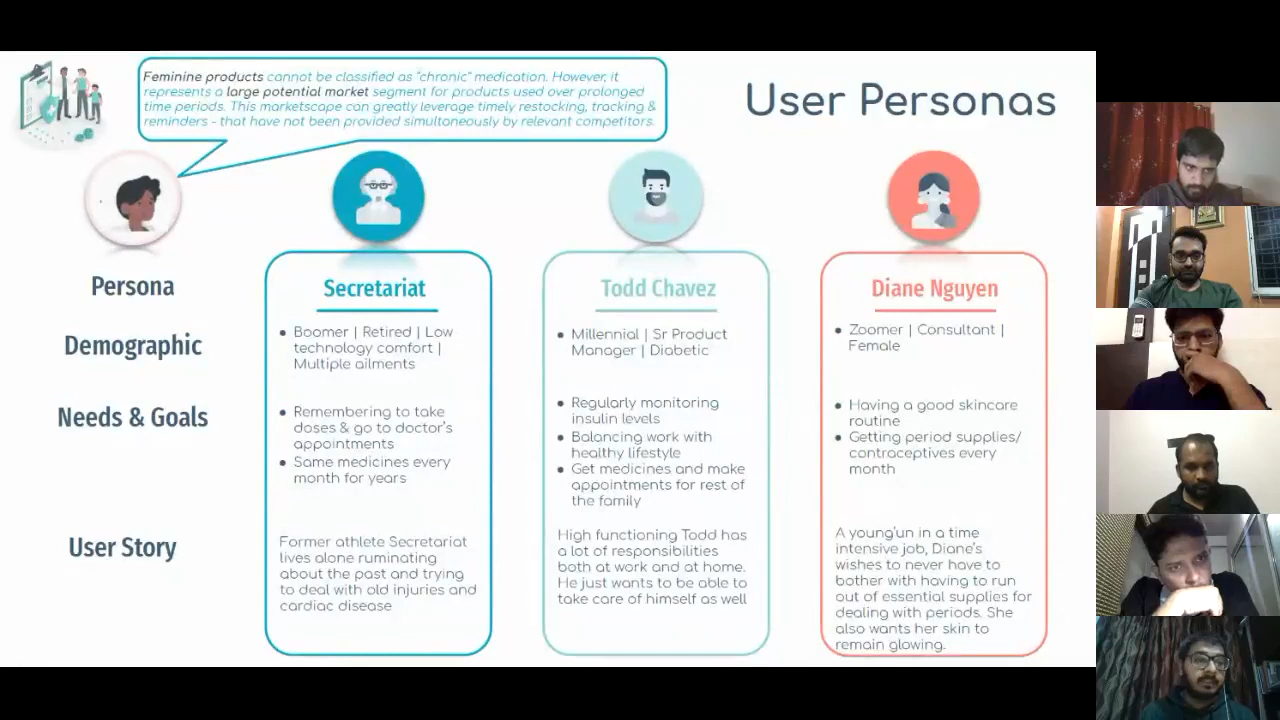 Feminine products cannot be classified as "chronic" medication. However, it
represents a large potential market segment for products used over prolonged
time periods. This marketscape can greatly leverage timely restocking, tracking &
reminders - that have not been provided simultaneously by relevant competitors.
User Personas
Persona
Secretariat
Todd Chavez
Diane Nguyen
Demographic
• Boomer | Retired | Low
technology comfort |
Multiple ailments
• Millennial | Sr Product
Manager | Diabetic
• Zoomer | Consultant |
Female
Needs & Goals
• Remembering to take
doses & go to doctor's
appointments
• Same medicines every
month for years
• Regularly monitoring
insulin levels
• Balancing work with
healthy lifestyle
• Get medicines and make
appointments for rest of
the family
• Having a good skincare
routine
• Getting period supplies/
contraceptives every
month
User Story
Former athlete Secretariat
lives alone ruminating
about the past and trying
to deal with old injuries and
cardiac disease
High functioning Todd has
a lot of responsibilities
both at work and at home.
He just wants to be able to
take care of himself as well
A young'un in a time
intensive job, Diane's
wishes to never have to
bother with having to run
out of essential supplies for
dealing with periods. She
also wants her skin to
remain glowing.